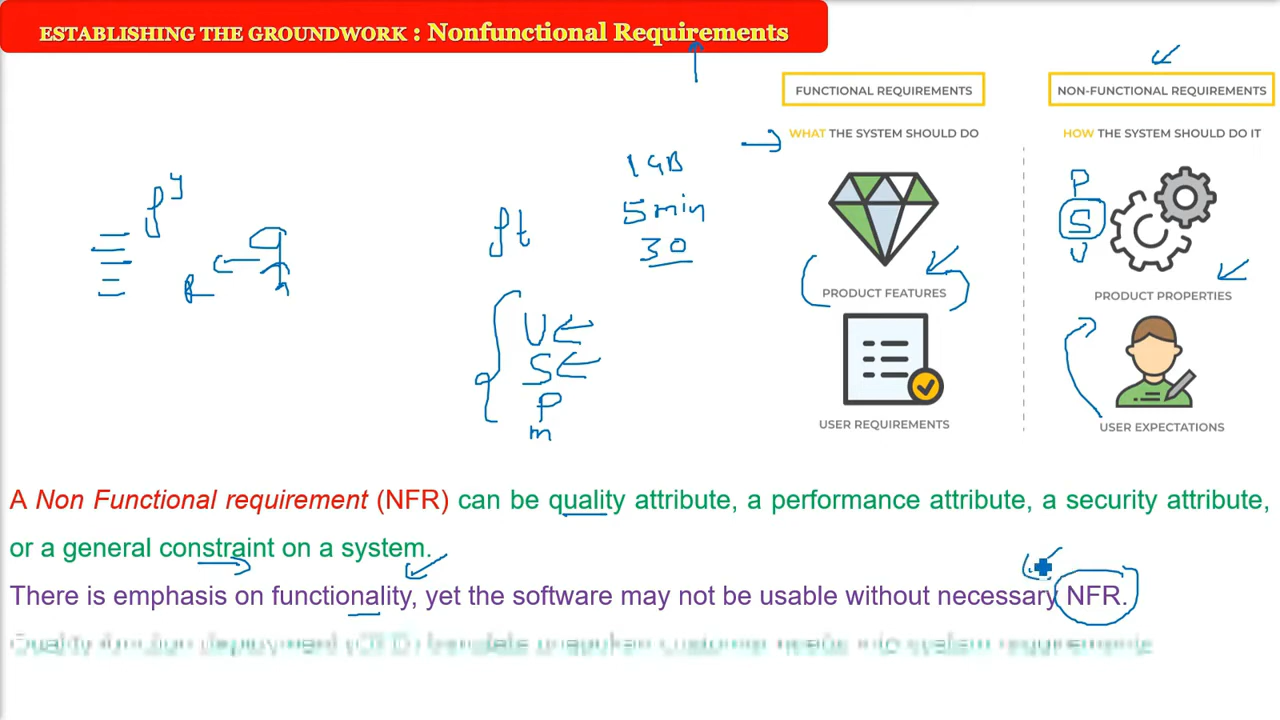 ESTABLISHING THE GROUNDWORK : Nonfunctional Requirements
FUNCTIONAL REQUIREMENTS
NON-FUNCTIONAL REQUIREMENTS
WHAT THE SYSTEM SHOULD DO
HOW THE SYSTEM SHOULD DO IT
1GB
5 min
30
P
S
U
U
S
P
m
PRODUCT FEATURES
PRODUCT PROPERTIES
USER REQUIREMENTS
USER EXPECTATIONS
A Non Functional requirement (NFR) can be quality attribute, a performance attribute, a security attribute,
or a general constraint on a system.
There is emphasis on functionality, yet the software may not be usable without necessary NFR.